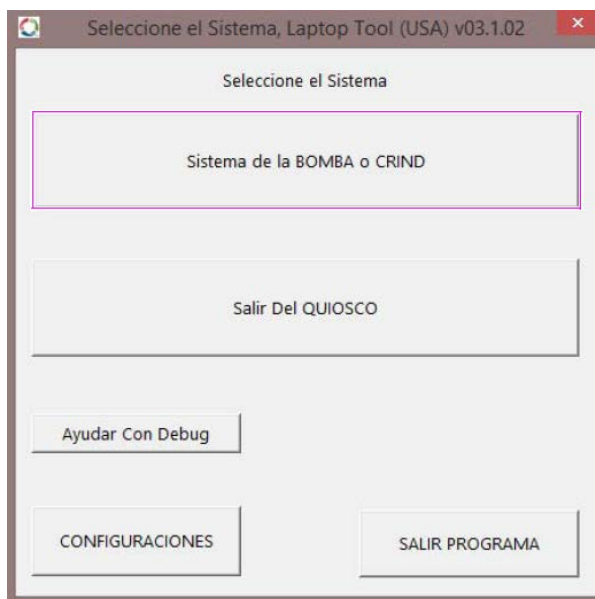 Seleccione el Sistema, Laptop Tool (USA) v03.1.02
Seleccione el Sistema
Sistema de la BOMBA o CRIND
Salir Del QUIOSCO
Ayudar Con Debug
CONFIGURACIONES
SALIR PROGRAMA